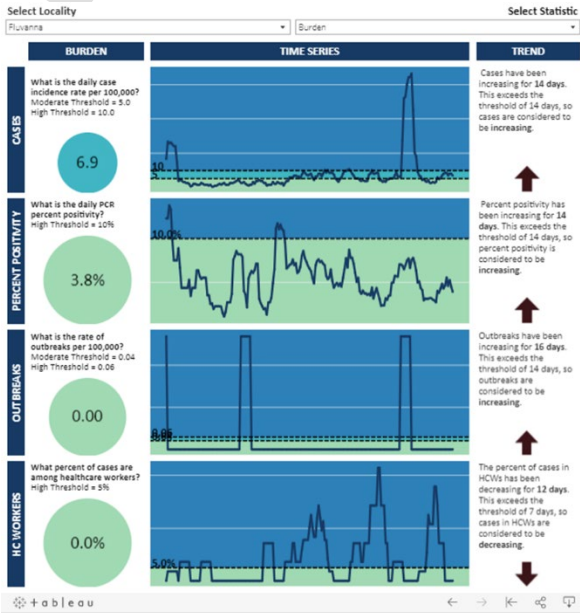 Select Locality
Select Statistic
Fluvanna
Burden
BURDEN
TIME SERIES
TREND
CASES
What is the daily case
incidence rate per 100,000?
Moderate Threshold = 5.0
High Threshold = 10.0
6.9
10
5
Cases have been
increasing for 14 days.
This exceeds the
threshold of 14 days, so
cases are considered to
be increasing.
PERCENT POSITIVITY
What is the daily PCR
percent positivity?
High Threshold = 10%
3.8%
10.0%
Percent positivity has
been increasing for 14
days. This exceeds the
threshold of 14 days, so
percent positivity is
considered to be
increasing.
OUTBREAKS
What is the rate of
outbreaks per 100,000?
Moderate Threshold = 0.04
High Threshold = 0.06
0.00
Outbreaks have been
increasing for 16 days.
This exceeds the
threshold of 14 days, so
outbreaks are
considered to be
increasing.
HC WORKERS
What percent of cases are
among healthcare workers?
High Threshold = 5%
0.0%
5.0%
The percent of cases in
HCWs has been
decreasing for 12 days.
This exceeds the
threshold of 7 days, so
cases in HCWs are
considered to be
decreasing.
+ a b l e a u